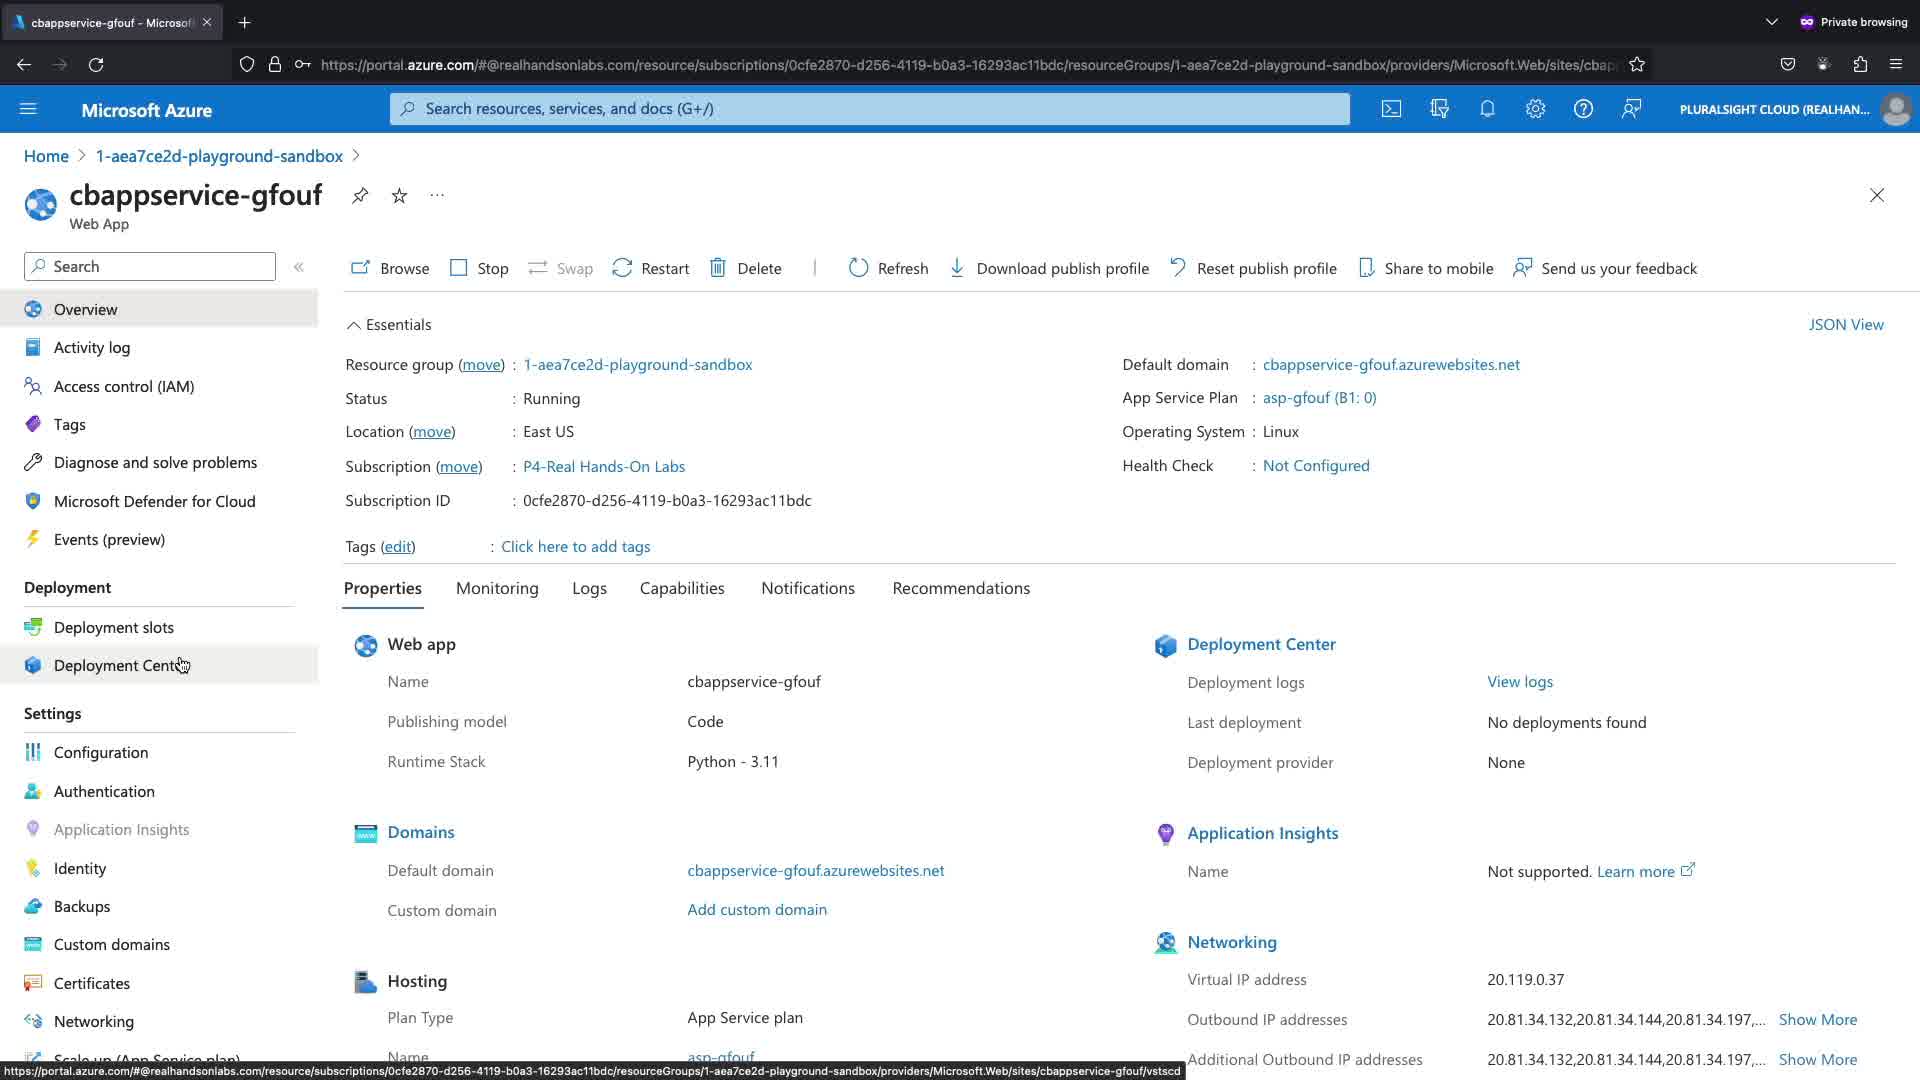 cbappservice-gfouf - Microsof
Private browsing
https://portal.azure.com/#@realhandsonlabs.com/resource/subscriptions/0cfe2870-d256-4119-b0a3-16293ac11bdc/resourceGroups/1-aea7ce2d-playground-sandbox/providers/Microsoft.Web/sites/cbapp
Microsoft Azure
Search resources, services, and docs (G+/)
PLURALSIGHT CLOUD (REALHAN...
Home > 1-aea7ce2d-playground-sandbox >
cbappservice-gfouf
Web App
Search
Browse Stop Swap Restart Delete Refresh Download publish profile Reset publish profile Share to mobile Send us your feedback
Overview
Activity log
Access control (IAM)
Tags
Diagnose and solve problems
Microsoft Defender for Cloud
Events (preview)
Deployment
Deployment slots
Deployment Cent
Settings
Configuration
Authentication
Application Insights
Identity
Backups
Custom domains
Certificates
Networking
Scale up (App Service plan)
Essentials
JSON View
Resource group (move) : 1-aea7ce2d-playground-sandbox
Status : Running
Location (move) : East US
Subscription (move) : P4-Real Hands-On Labs
Subscription ID : 0cfe2870-d256-4119-b0a3-16293ac11bdc
Default domain : cbappservice-gfouf.azurewebsites.net
App Service Plan : asp-gfouf (B1: 0)
Operating System : Linux
Health Check : Not Configured
Tags (edit) : Click here to add tags
Properties Monitoring Logs Capabilities Notifications Recommendations
Web app
Name cbappservice-gfouf
Publishing model Code
Runtime Stack Python - 3.11
Domains
Default domain cbappservice-gfouf.azurewebsites.net
Custom domain Add custom domain
Hosting
Plan Type App Service plan
Name asp-gfouf
Deployment Center
Deployment logs View logs
Last deployment No deployments found
Deployment provider None
Application Insights
Name Not supported. Learn more
Networking
Virtual IP address 20.119.0.37
Outbound IP addresses 20.81.34.132,20.81.34.144,20.81.34.197,... Show More
Additional Outbound IP addresses 20.81.34.132,20.81.34.144,20.81.34.197,... Show More
https://portal.azure.com/#@realhandsonlabs.com/resource/subscriptions/0cfe2870-d256-4119-b0a3-16293ac11bdc/resourceGroups/1-aea7ce2d-playground-sandbox/providers/Microsoft.Web/sites/cbappservice-gfouf/vstscd